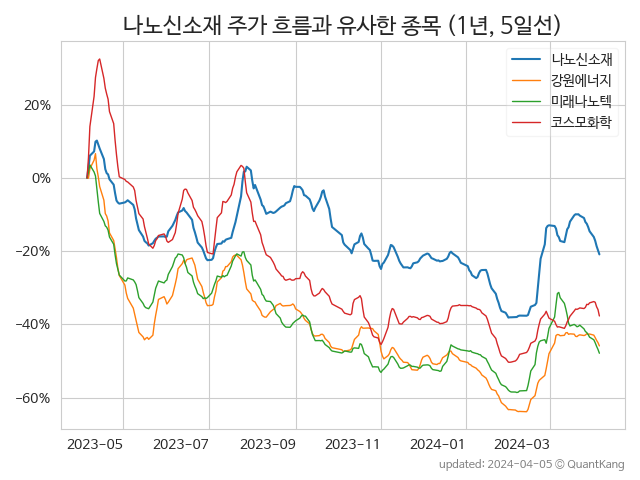 나노신소재 주가 흐름과 유사한 종목 (1년, 5일선)
나노신소재
강원에너지
미래나노텍
코스모화학
20%
0%
−20%
−40%
−60%
2023-05 2023-07 2023-09 2023-11 2024-01 2024-03
updated: 2024-04-05 © QuantKang